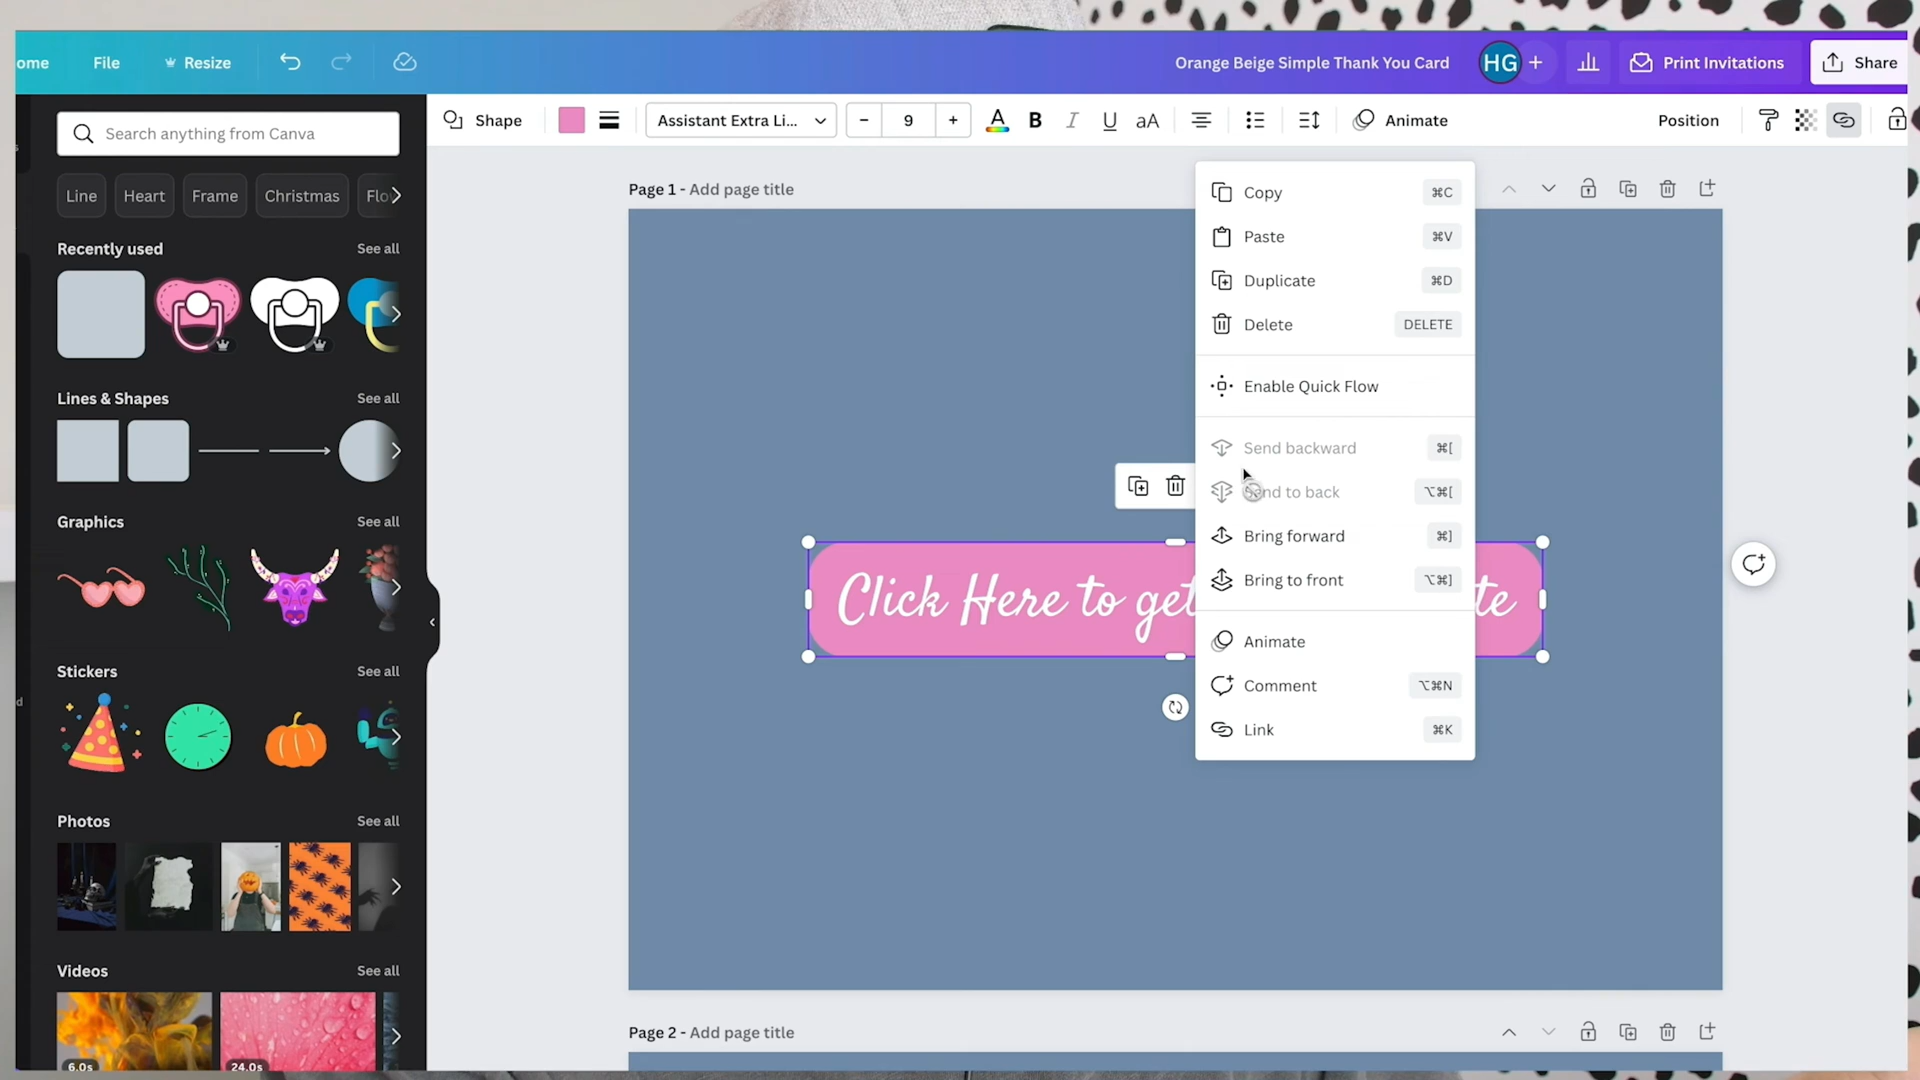 ome File Resize Orange Beige Simple Thank You Card HG Print Invitations Share
Search anything from Canva
Shape Assistant Extra Li... 9 B I U aA Animate Position
Line Heart Frame Christmas Flo
Recently used See all
Lines & Shapes See all
Graphics See all
Stickers See all
Photos See all
Videos See all
6.0s 24.0s
Page 1 - Add page title
Copy ⌘C
Paste ⌘V
Duplicate ⌘D
Delete DELETE
Enable Quick Flow
Send backward ⌘[
Send to back ⌥⌘[
Bring forward ⌘]
Bring to front ⌥⌘]
Animate
Comment ⌥⌘N
Link ⌘K
Click Here to get te
Page 2 - Add page title